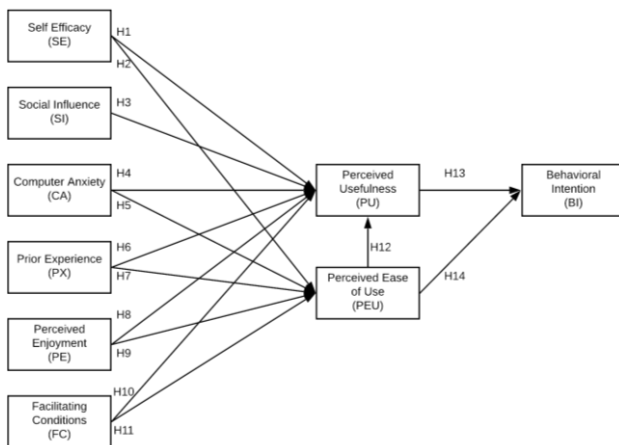 Self Efficacy
(SE)
H1
H2
Social Influence
(SI)
H3
Computer Anxiety
(CA)
H4
H5
Prior Experience
(PX)
H6
H7
Perceived
Enjoyment
(PE)
H8
H9
Facilitating
Conditions
(FC)
H10
H11
Perceived
Usefulness
(PU)
H12
Perceived Ease
of Use
(PEU)
H13
H14
Behavioral
Intention
(BI)